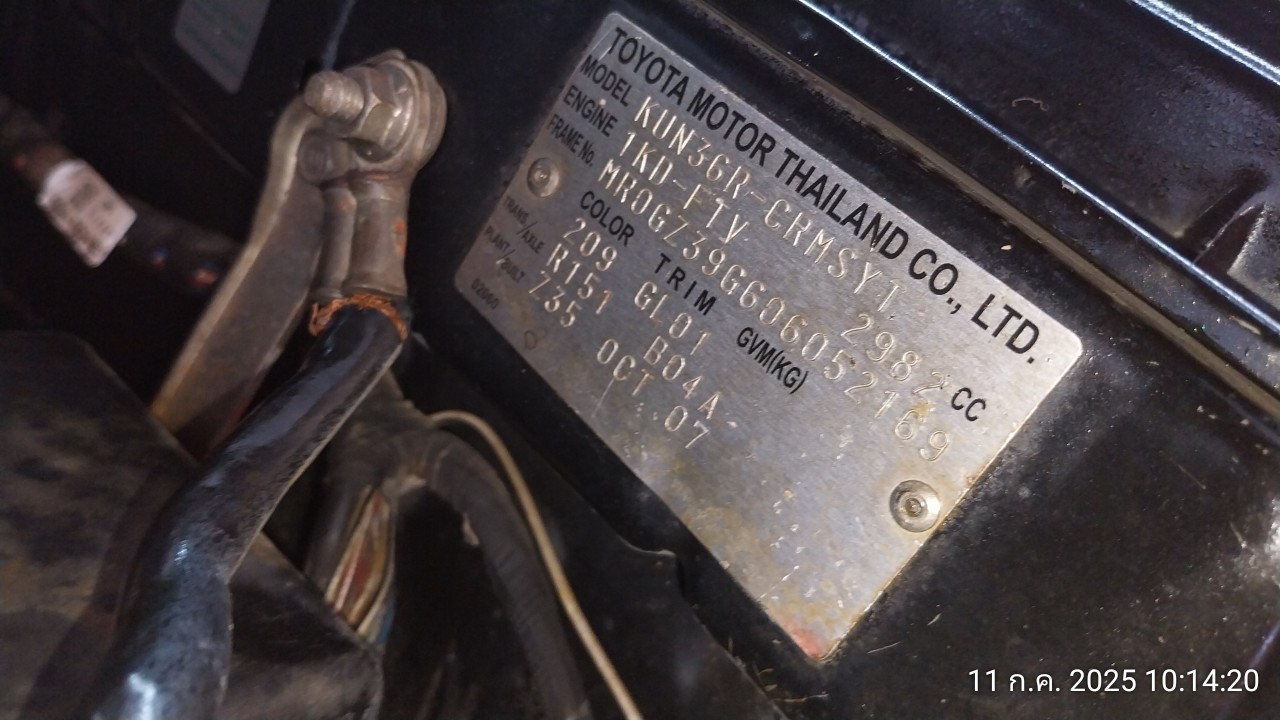 TOYOTA MOTOR THAILAND CO., LTD.
MODEL KUN36R-CRMSYT
ENGINE 1KD-FTV 2982 CC
FRAME No. MR0GZ39G606052169
COLOR TRIM GVM(KG)
209 GL01
TRANS/AXLE R151 B04A
PLANT/BUILT Z35 OCT 07
02060
11 ก.ค. 2025 10:14:20